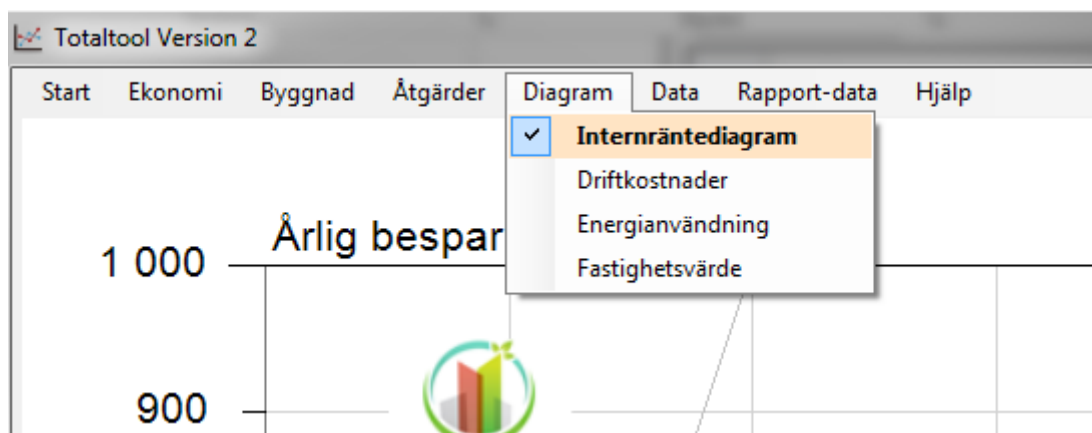 Totaltool Version 2
Start Ekonomi Byggnad Åtgärder Diagram Data Rapport-data Hjälp
Internräntediagram
Driftkostnader
Energianvändning
Fastighetsvärde
Årlig bespar
1 000
900